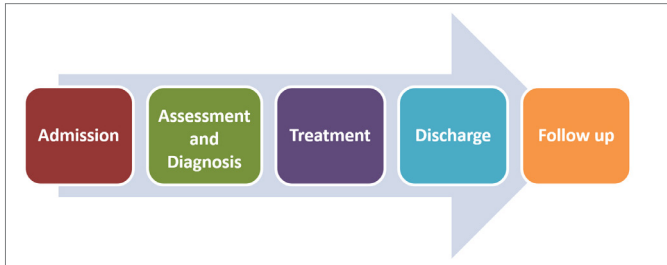 Admission
Assessment
and
Diagnosis
Treatment
Discharge
Follow up